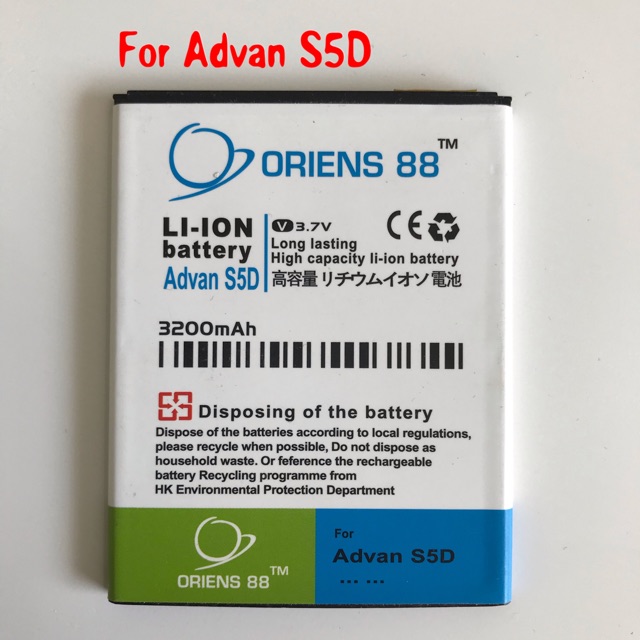 For Advan S5D
ORIENS 88™
LI-ION
battery
Advan S5D
V 3.7V
Long lasting
High capacity li-ion battery
高容量 リチウムイオソ 電池
CE
3200mAh
Disposing of the battery
Dispose of the batteries according to local regulations,
please recycle when possible, Do not dispose as
household waste. Or feference the rechargeable
battery Recycling programme from
HK Environmental Protection Department
ORIENS 88™
For
Advan S5D
... ...